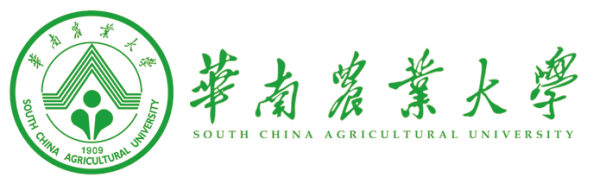 華南農業大學
1909
SOUTH CHINA AGRICULTURAL UNIVERSITY
華南農業大學
SOUTH CHINA AGRICULTURAL UNIVERSITY